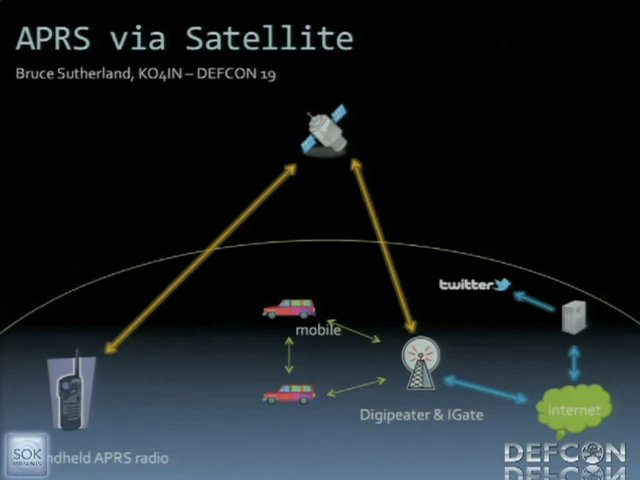 APRS via Satellite
Bruce Sutherland, KO4IN – DEFCON 19
twitter
mobile
Digipeater & IGate
internet
ndheld APRS radio
SOK
DEFCON